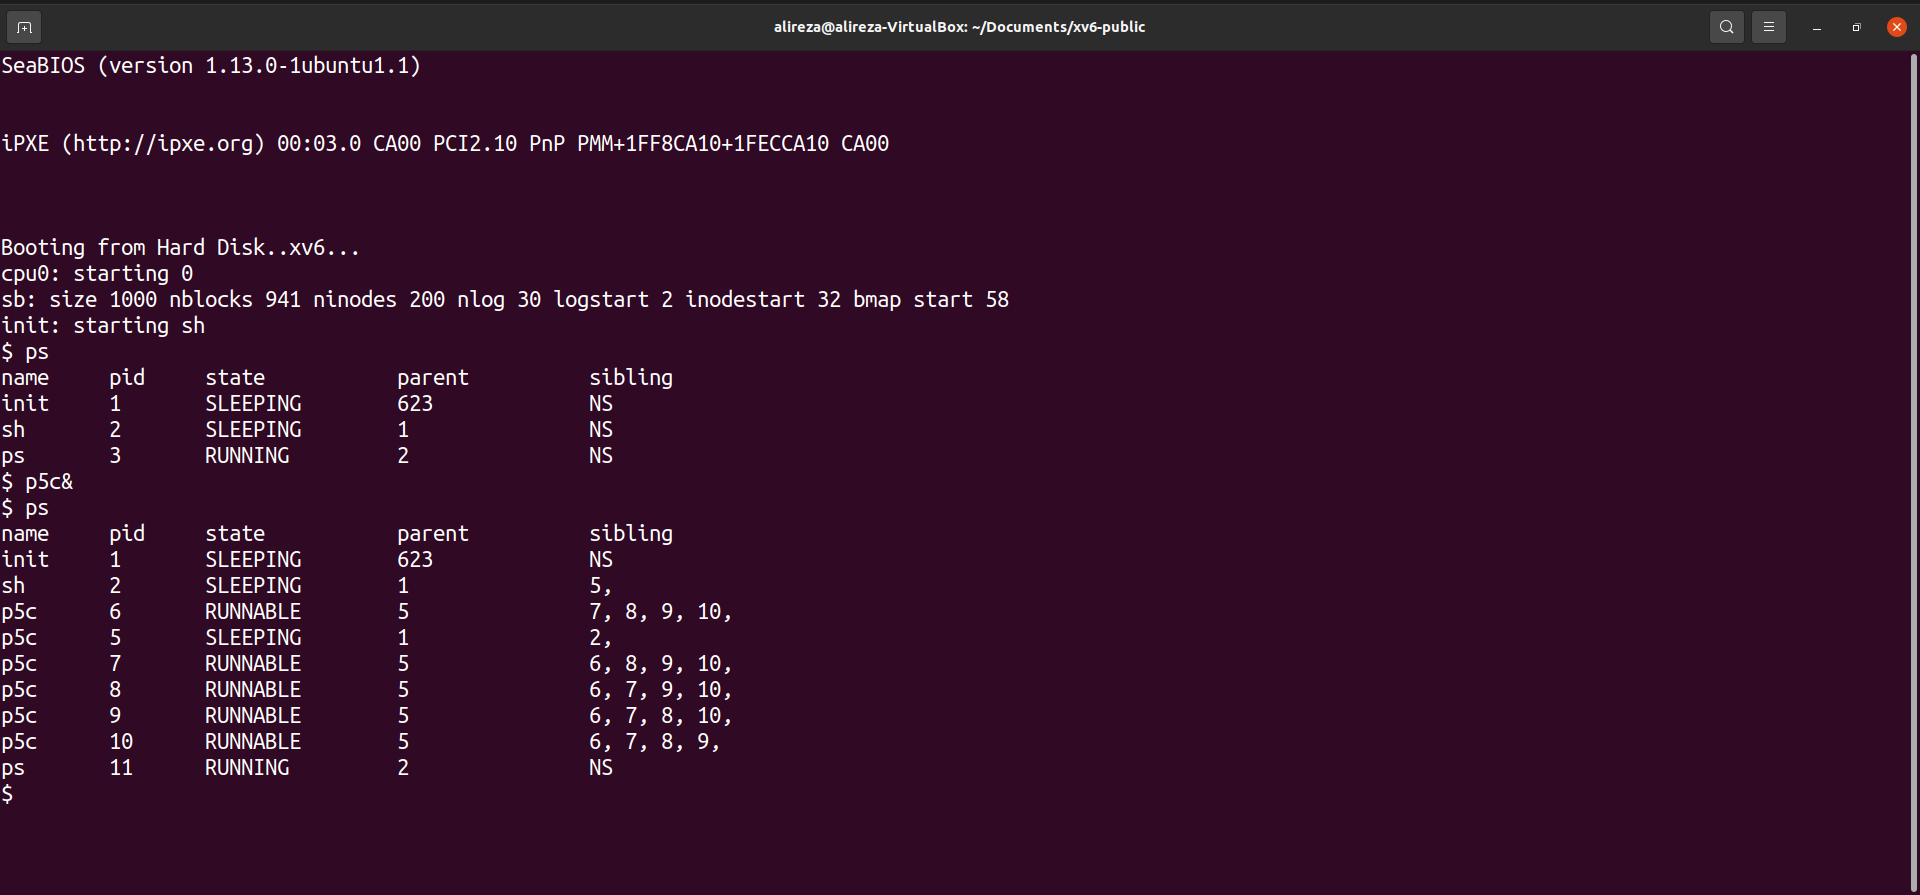 alireza@alireza-VirtualBox: ~/Documents/xv6-public
SeaBIOS (version 1.13.0-1ubuntu1.1)
iPXE (http://ipxe.org) 00:03.0 CA00 PCI2.10 PnP PMM+1FF8CA10+1FECCA10 CA00
Booting from Hard Disk..xv6...
cpu0: starting 0
sb: size 1000 nblocks 941 ninodes 200 nlog 30 logstart 2 inodestart 32 bmap start 58
init: starting sh
$ ps
name     pid     state           parent          sibling
init     1       SLEEPING        623             NS
sh       2       SLEEPING        1               NS
ps       3       RUNNING         2               NS
$ p5c&
$ ps
name     pid     state           parent          sibling
init     1       SLEEPING        623             NS
sh       2       SLEEPING        1               5,
p5c      6       RUNNABLE        5               7, 8, 9, 10,
p5c      5       SLEEPING        1               2,
p5c      7       RUNNABLE        5               6, 8, 9, 10,
p5c      8       RUNNABLE        5               6, 7, 9, 10,
p5c      9       RUNNABLE        5               6, 7, 8, 10,
p5c      10      RUNNABLE        5               6, 7, 8, 9,
ps       11      RUNNING         2               NS
$